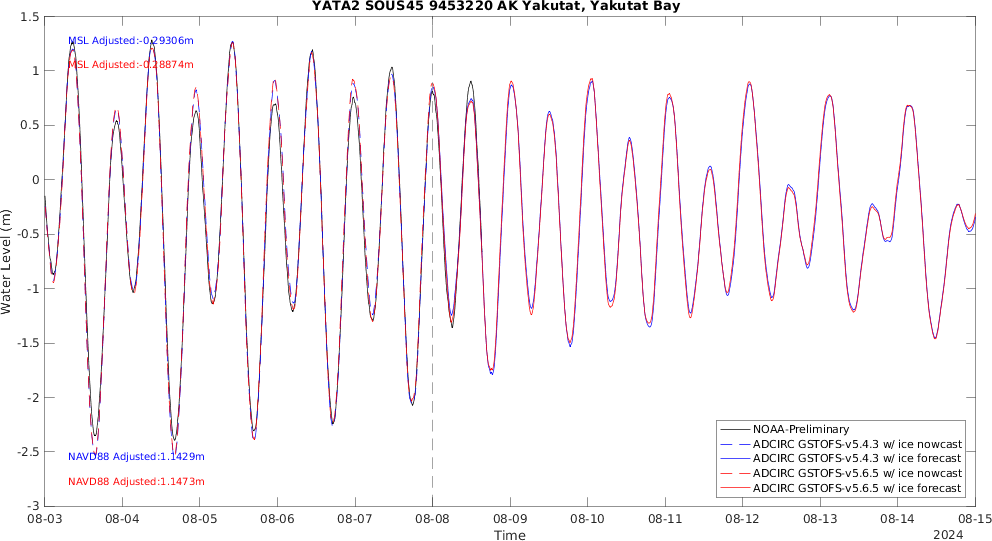 YATA2 SOUS45 9453220 AK Yakutat, Yakutat Bay
1.5
MSL Adjusted:-0.29306m
MSL Adjusted:-0.28874m
1
0.5
0
-0.5
-1
-1.5
-2
-2.5
-3
Water Level (m)
NAVD88 Adjusted:1.1429m
NAVD88 Adjusted:1.1473m
NOAA-Preliminary
ADCIRC GSTOFS-v5.4.3 w/ ice nowcast
ADCIRC GSTOFS-v5.4.3 w/ ice forecast
ADCIRC GSTOFS-v5.6.5 w/ ice nowcast
ADCIRC GSTOFS-v5.6.5 w/ ice forecast
08-03 08-04 08-05 08-06 08-07 08-08 08-09 08-10 08-11 08-12 08-13 08-14 08-15
Time
2024